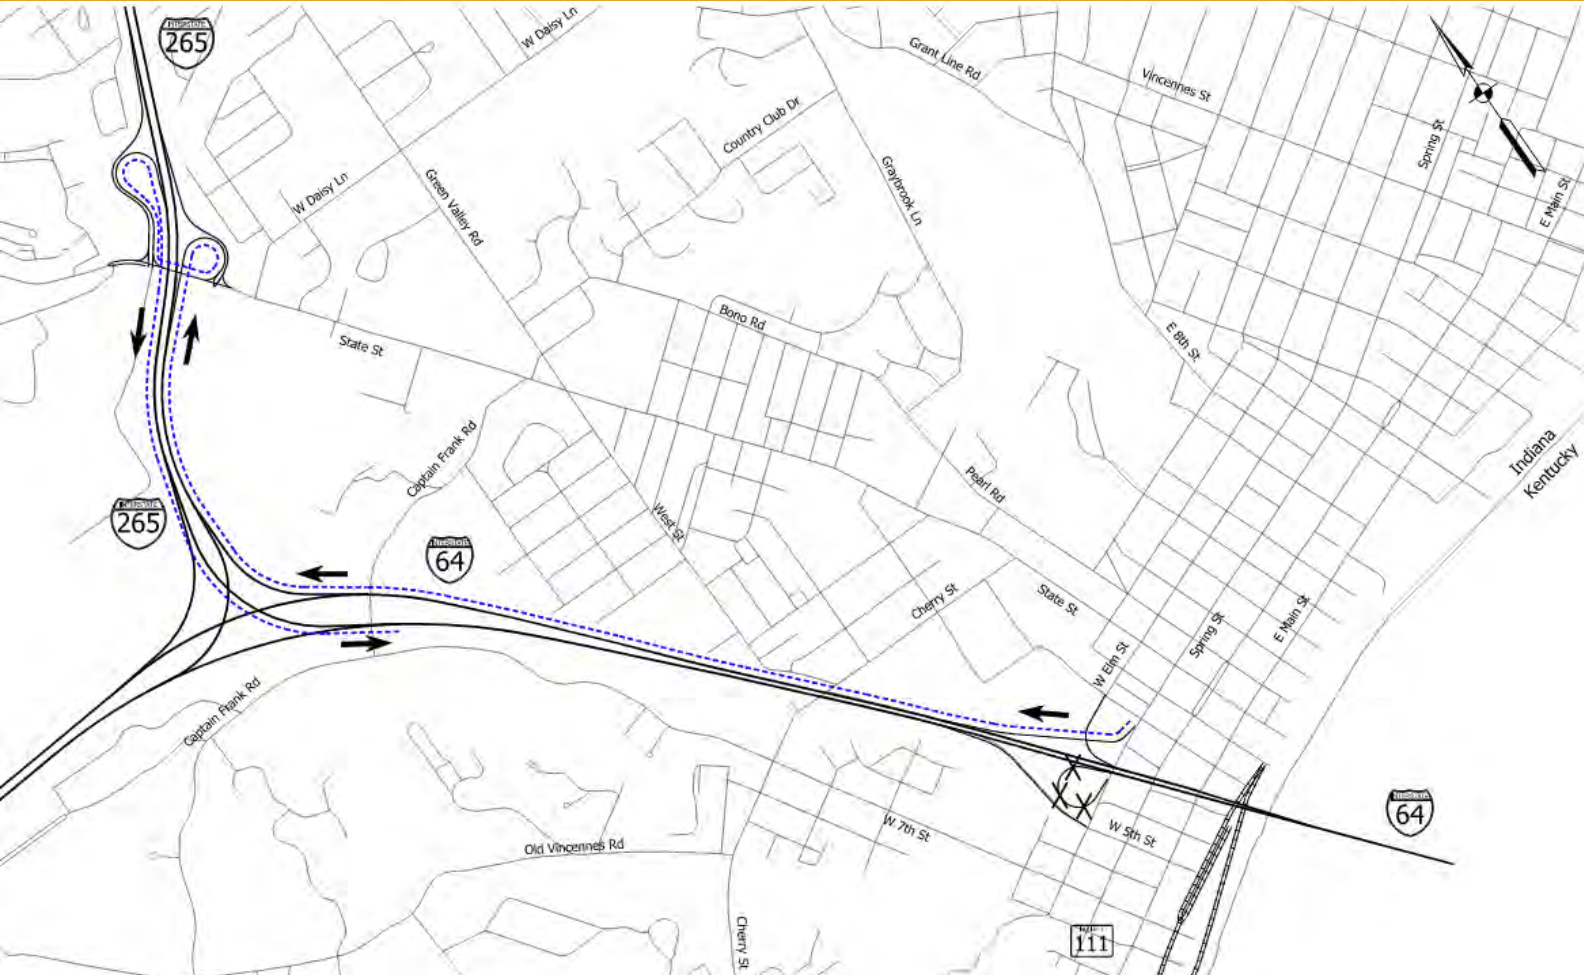 INTERSTATE
265
W Daisy Ln
Grant Line Rd
Vincennes St
Country Club Dr
Spring St
E Main St
W Daisy Ln
Green Valley Rd
Graybrook Ln
Bono Rd
State St
E 8th St
Captain Frank Rd
Indiana
Kentucky
Pearl Rd
265
West St
64
Cherry St
State St
Spring St
E Main St
W Elm St
Captain Frank Rd
64
W 7th St
W 5th St
Old Vincennes Rd
Cherry St
111